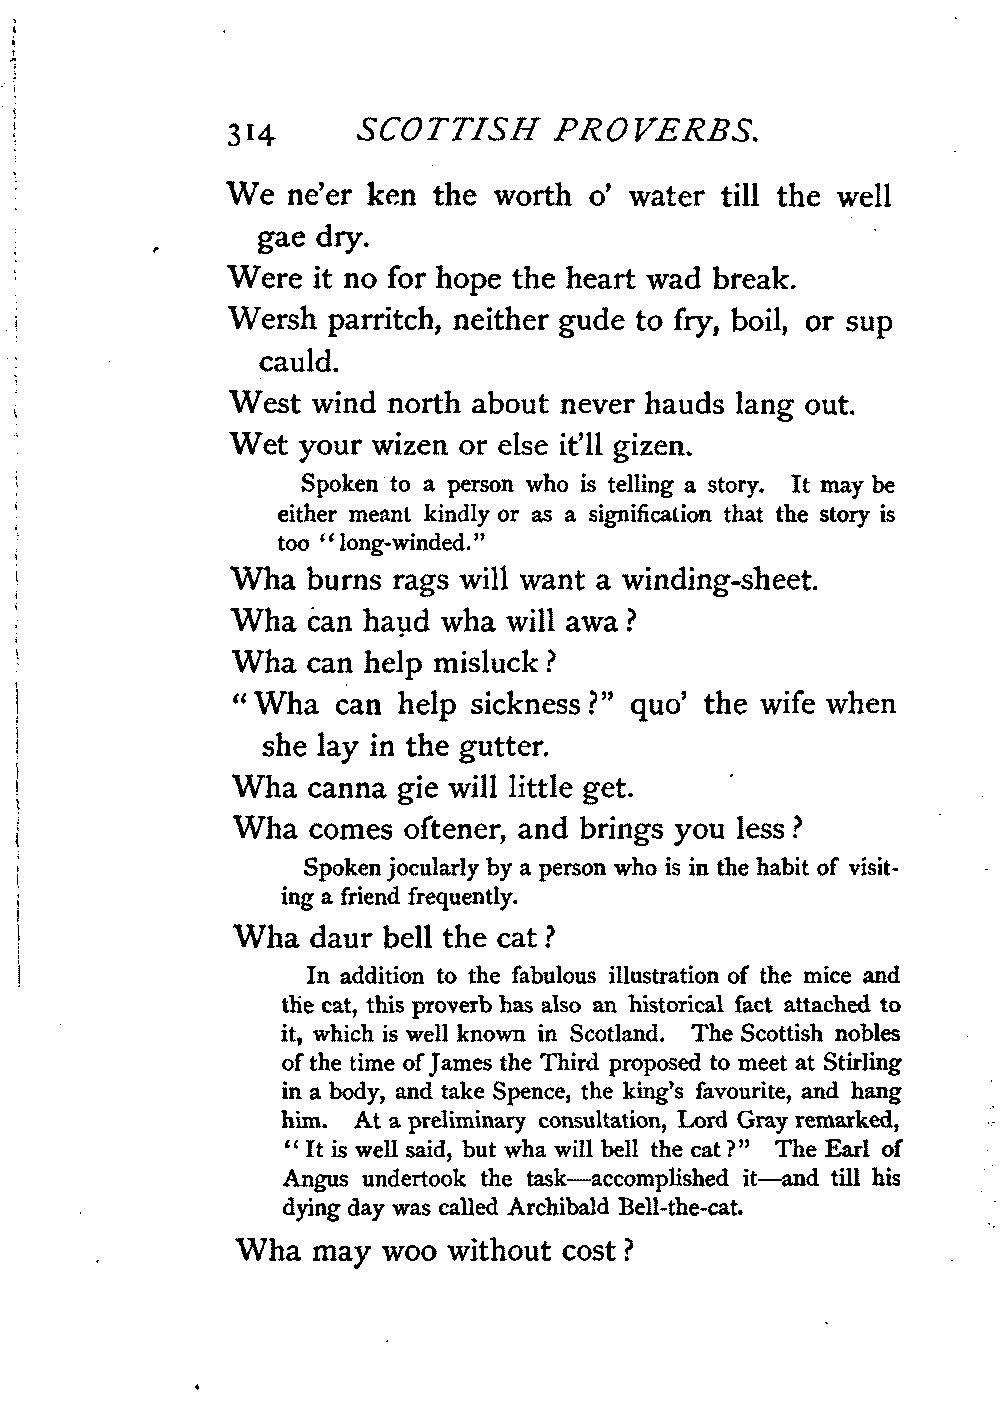 314 SCOTTISH PROVERBS.
We ne'er ken the worth o' water till the well
gae dry.
Were it no for hope the heart wad break.
Wersh parritch, neither gude to fry, boil, or sup
cauld.
West wind north about never hauds lang out.
Wet your wizen or else it'll gizen.
Spoken to a person who is telling a story. It may be
either meant kindly or as a signification that the story is
too "long-winded."
Wha burns rags will want a winding-sheet.
Wha can haud wha will awa?
Wha can help misluck?
"Wha can help sickness?" quo' the wife when
she lay in the gutter.
Wha canna gie will little get.
Wha comes oftener, and brings you less?
Spoken jocularly by a person who is in the habit of visit-
ing a friend frequently.
Wha daur bell the cat?
In addition to the fabulous illustration of the mice and
the cat, this proverb has also an historical fact attached to
it, which is well known in Scotland. The Scottish nobles
of the time of James the Third proposed to meet at Stirling
in a body, and take Spence, the king's favourite, and hang
him. At a preliminary consultation, Lord Gray remarked,
"It is well said, but wha will bell the cat?" The Earl of
Angus undertook the task—accomplished it—and till his
dying day was called Archibald Bell-the-cat.
Wha may woo without cost?